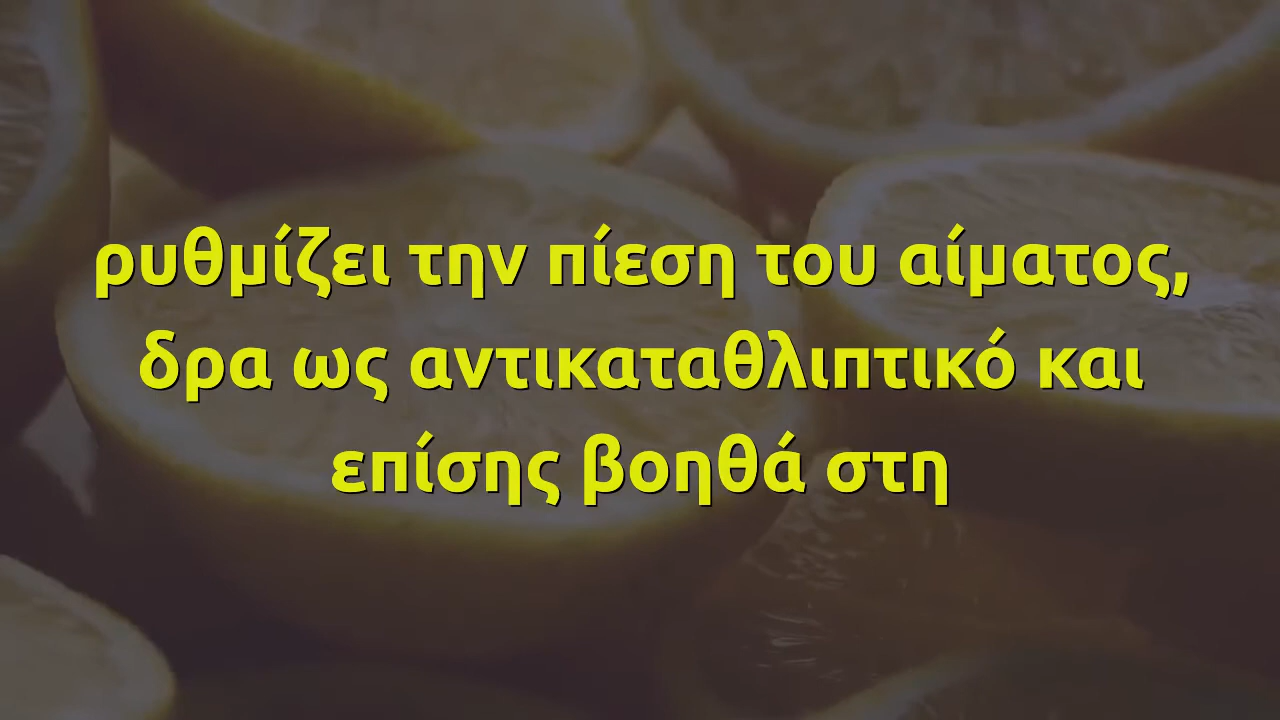 ρυθμίζει την πίεση του αίματος,
δρα ως αντικαταθλιπτικό και
επίσης βοηθά στη